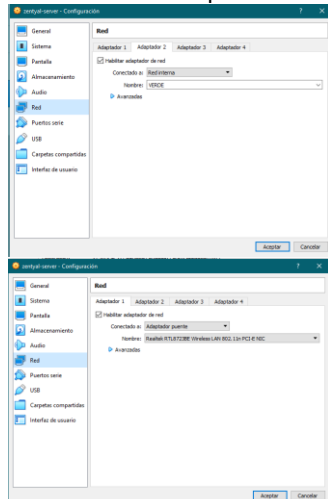 zentyal-server - Configuración
General
Sistema
Pantalla
Almacenamiento
Audio
Red
Puertos serie
USB
Carpetas compartidas
Interfaz de usuario
Red
Adaptador 1 Adaptador 2 Adaptador 3 Adaptador 4
Habilitar adaptador de red
Conectado a: Red interna
Nombre: VERDE
Avanzadas
Aceptar Cancelar
zentyal-server - Configuración
General
Sistema
Pantalla
Almacenamiento
Audio
Red
Puertos serie
USB
Carpetas compartidas
Interfaz de usuario
Red
Adaptador 1 Adaptador 2 Adaptador 3 Adaptador 4
Habilitar adaptador de red
Conectado a: Adaptador puente
Nombre: Realtek RTL8723BE Wireless LAN 802.11n PCI-E NIC
Avanzadas
Aceptar Cancelar